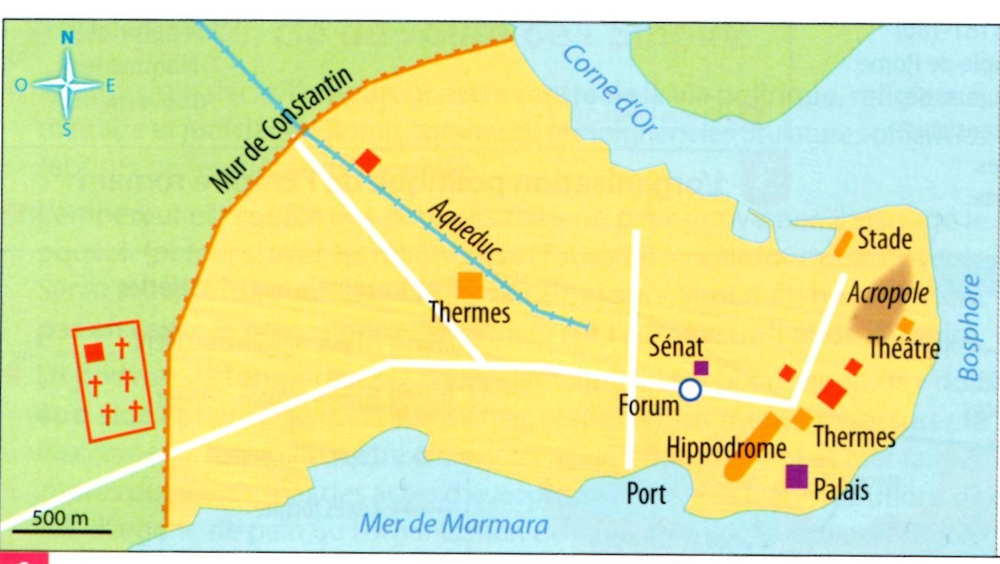 N
O
E
S
Mur de Constantin
Corne d'Or
Aqueduc
Thermes
Stade
Acropole
Théâtre
Bosphore
Sénat
Forum
Hippodrome
Thermes
Palais
Port
Mer de Marmara
500 m